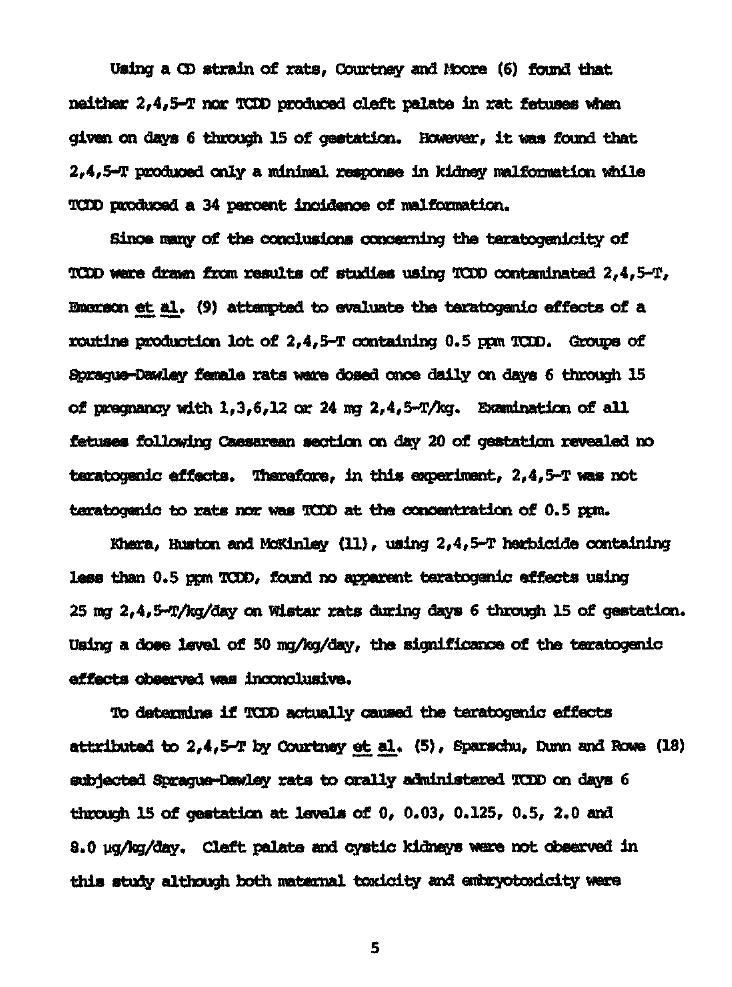 Using a CD strain of rats, Courtney and Moore (6) found that
neither 2,4,5-T nor TCDD produced cleft palate in rat fetuses when
given on days 6 through 15 of gestation. However, it was found that
2,4,5-T produced only a minimal response in kidney malformation while
TCDD produced a 34 percent incidence of malformation.
Since many of the conclusions concerning the teratogenicity of
TCDD were drawn from results of studies using TCDD contaminated 2,4,5-T,
Emerson et al. (9) attempted to evaluate the teratogenic effects of a
routine production lot of 2,4,5-T containing 0.5 ppm TCDD. Groups of
Sprague-Dawley female rats were dosed once daily on days 6 through 15
of pregnancy with 1,3,6,12 or 24 mg 2,4,5-T/kg. Examination of all
fetuses following Caesarean section on day 20 of gestation revealed no
teratogenic effects. Therefore, in this experiment, 2,4,5-T was not
teratogenic to rats nor was TCDD at the concentration of 0.5 ppm.
Khera, Huston and McKinley (11), using 2,4,5-T herbicide containing
less than 0.5 ppm TCDD, found no apparent teratogenic effects using
25 mg 2,4,5-T/kg/day on Wistar rats during days 6 through 15 of gestation.
Using a dose level of 50 mg/kg/day, the significance of the teratogenic
effects observed was inconclusive.
To determine if TCDD actually caused the teratogenic effects
attributed to 2,4,5-T by Courtney et al. (5), Sparschu, Dunn and Rowe (18)
subjected Sprague-Dawley rats to orally administered TCDD on days 6
through 15 of gestation at levels of 0, 0.03, 0.125, 0.5, 2.0 and
8.0 μg/kg/day. Cleft palate and cystic kidneys were not observed in
this study although both maternal toxicity and embryotoxicity were
5